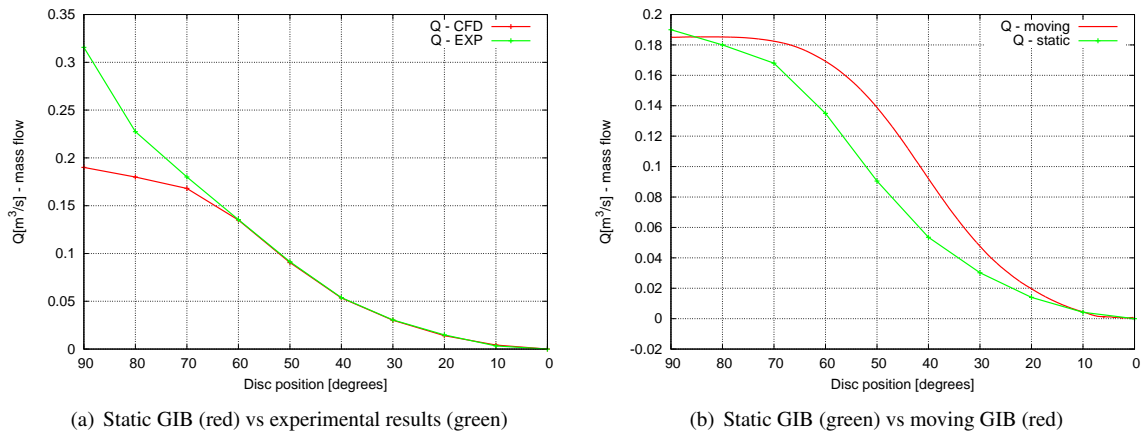 Q - CFD
Q - EXP
0.35
0.3
0.25
0.2
0.15
0.1
0.05
0
Q[m³/s] - mass flow
90 80 70 60 50 40 30 20 10 0
Disc position [degrees]
(a) Static GIB (red) vs experimental results (green)
Q - moving
Q - static
0.2
0.18
0.16
0.14
0.12
0.1
0.08
0.06
0.04
0.02
0
-0.02
Q[m³/s] - mass flow
90 80 70 60 50 40 30 20 10 0
Disc position [degrees]
(b) Static GIB (green) vs moving GIB (red)